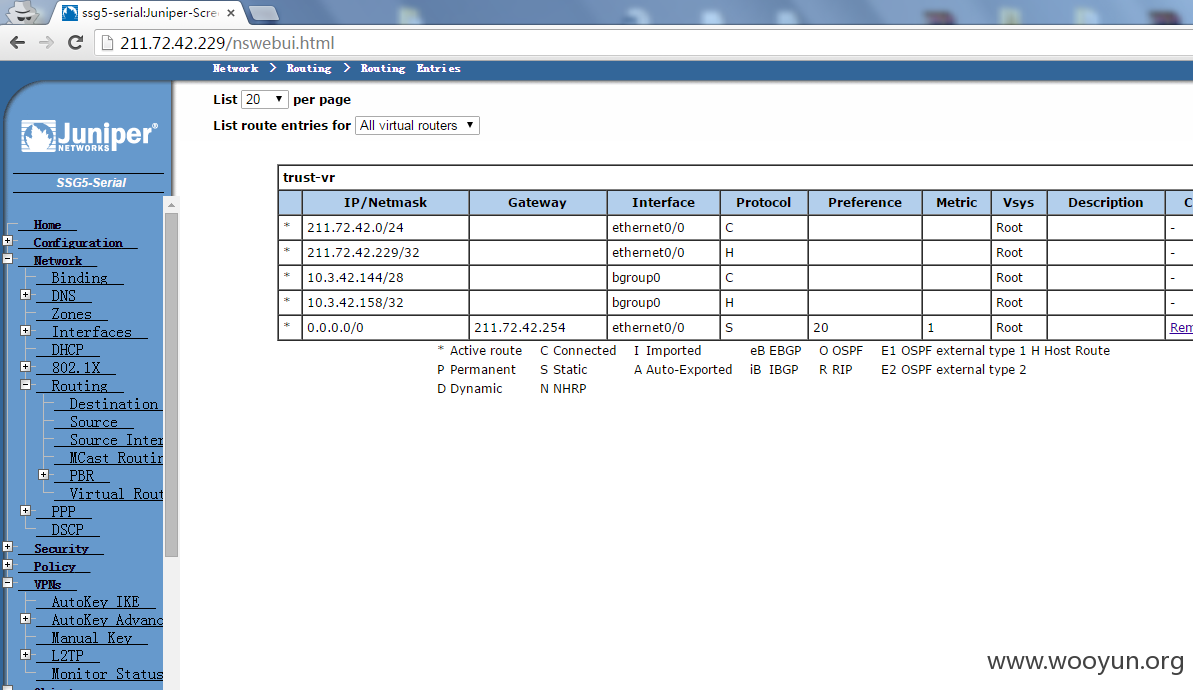 ssg5-serial:Juniper-Scre
211.72.42.229/nswebui.html
Network > Routing > Routing Entries
List 20 per page
List route entries for All virtual routers
Juniper®
NETWORKS
SSG5-Serial
Home
Configuration
Network
Binding
DNS
Zones
Interfaces
DHCP
802.1X
Routing
Destination
Source
Source Inter
MCast Routin
PBR
Virtual Rout
PPP
DSCP
Security
Policy
VPNs
AutoKey IKE
AutoKey Advanc
Manual Key
L2TP
Monitor Status
trust-vr
IP/Netmask Gateway Interface Protocol Preference Metric Vsys Description C
* 211.72.42.0/24 ethernet0/0 C Root -
* 211.72.42.229/32 ethernet0/0 H Root -
* 10.3.42.144/28 bgroup0 C Root -
* 10.3.42.158/32 bgroup0 H Root -
* 0.0.0.0/0 211.72.42.254 ethernet0/0 S 20 1 Root Rem
* Active route C Connected I Imported eB EBGP O OSPF E1 OSPF external type 1 H Host Route
P Permanent S Static A Auto-Exported iB IBGP R RIP E2 OSPF external type 2
D Dynamic N NHRP
www.wooyun.org